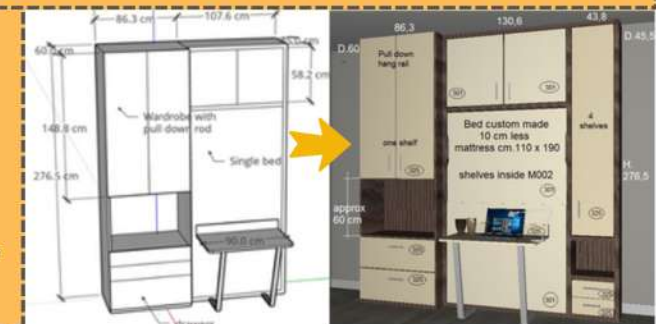 86.3 cm
107.6 cm
60.0 cm
58.2 cm
Wardrobe with
pull down rod
148.8 cm
Single bed
276.5 cm
90.0 cm
86,3
130,6
43,8
D.60
D 45,5
Pull down
hang rail
301
301
4
shelves
Bed custom made
10 cm less
mattress cm.110 x 190
one shelf
shelves inside M002
H.
276,5
approx
60 cm